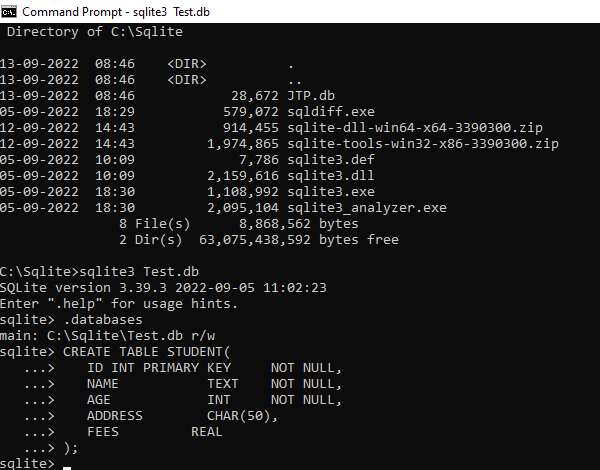 Command Prompt - sqlite3 Test.db
Directory of C:\Sqlite
13-09-2022 08:46 <DIR> .
13-09-2022 08:46 <DIR> ..
13-09-2022 08:46 28,672 JTP.db
05-09-2022 18:29 579,072 sqldiff.exe
12-09-2022 14:43 914,455 sqlite-dll-win64-x64-3390300.zip
12-09-2022 14:43 1,974,865 sqlite-tools-win32-x86-3390300.zip
05-09-2022 10:09 7,786 sqlite3.def
05-09-2022 10:09 2,159,616 sqlite3.dll
05-09-2022 18:30 1,108,992 sqlite3.exe
05-09-2022 18:30 2,095,104 sqlite3_analyzer.exe
8 File(s) 8,868,562 bytes
2 Dir(s) 63,075,438,592 bytes free
C:\Sqlite>sqlite3 Test.db
SQLite version 3.39.3 2022-09-05 11:02:23
Enter ".help" for usage hints.
sqlite> .databases
main: C:\Sqlite\Test.db r/w
sqlite> CREATE TABLE STUDENT(
...> ID INT PRIMARY KEY NOT NULL,
...> NAME TEXT NOT NULL,
...> AGE INT NOT NULL,
...> ADDRESS CHAR(50),
...> FEES REAL
...> );
sqlite>